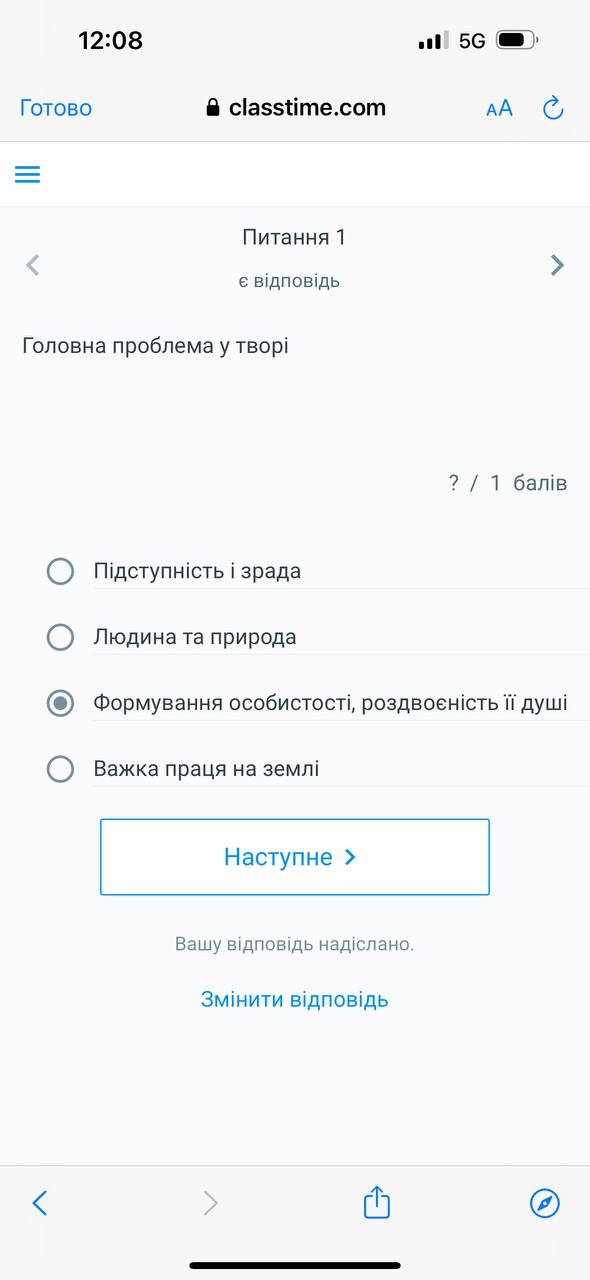 12:08
5G
Готово
classtime.com
AA
Питання 1
є відповідь
Головна проблема у творі
? / 1 балів
Підступність і зрада
Людина та природа
Формування особистості, роздвоєність її душі
Важка праця на землі
Наступне
Вашу відповідь надіслано.
Змінити відповідь